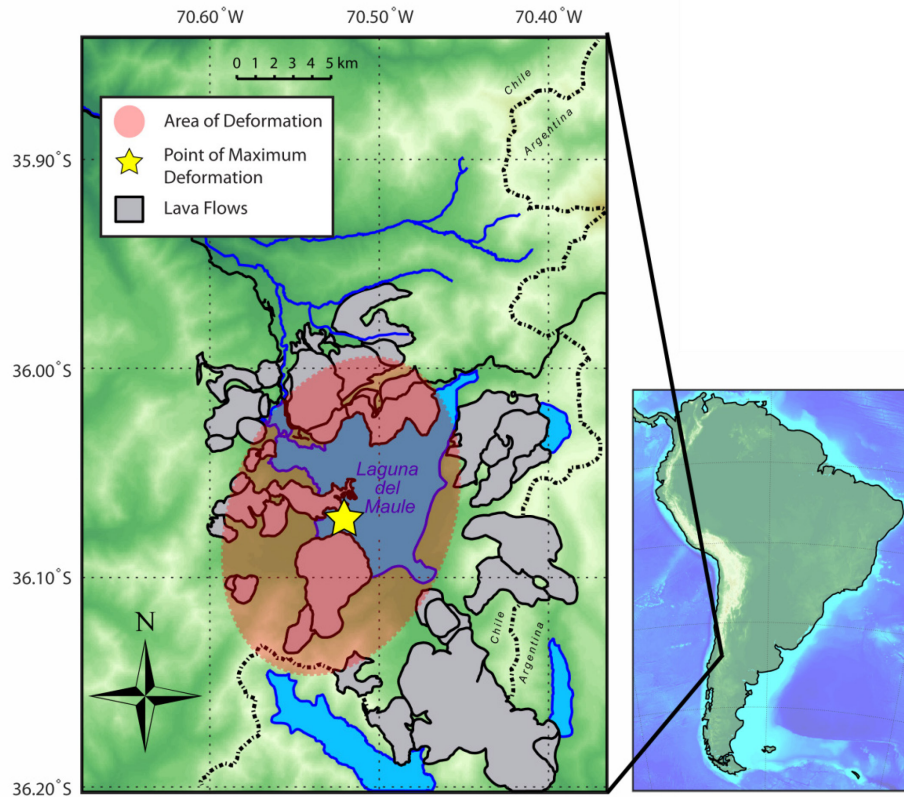 70.60°W 70.50°W 70.40°W
0 1 2 3 4 5 km
Chile
Argentina
Area of Deformation
Point of Maximum
Deformation
Lava Flows
35.90°S
36.00°S
Laguna
del
Maule
36.10°S
N
Chile
Argentina
36.20°S